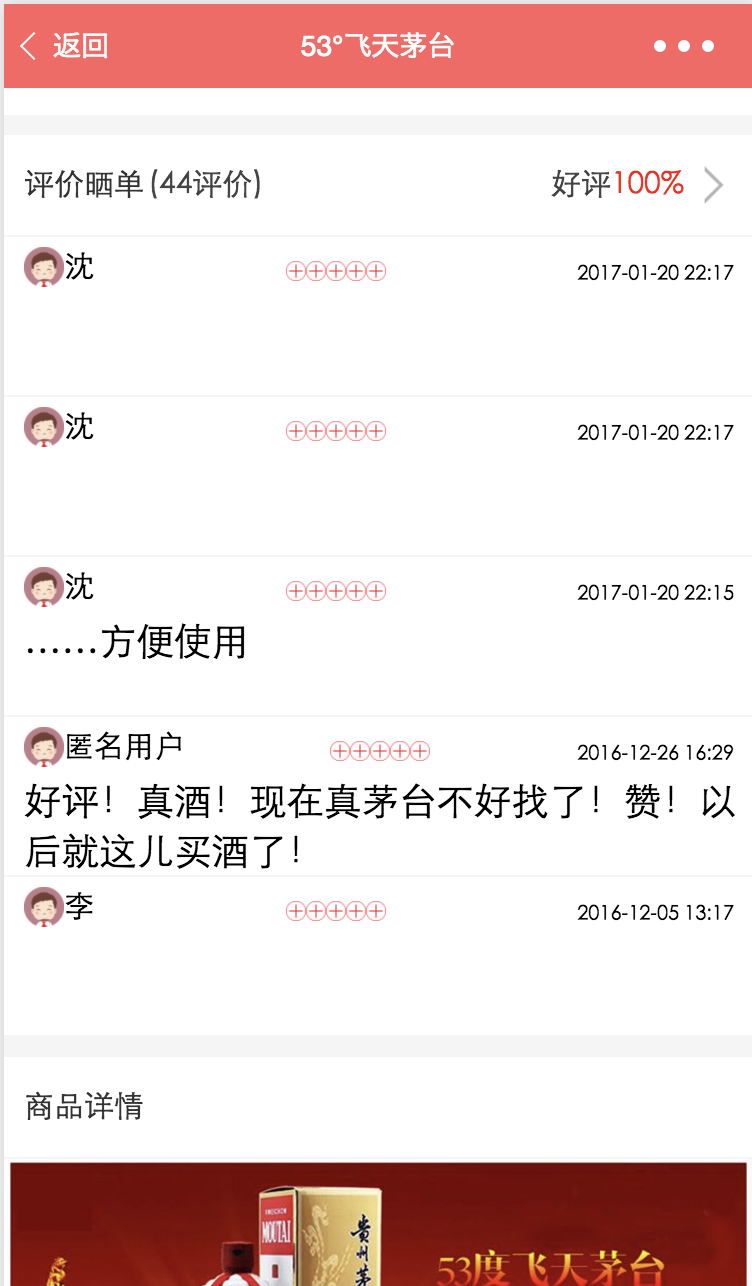 返回
53°飞天茅台
评价晒单(44评价)
好评100%
沈
2017-01-20 22:17
沈
2017-01-20 22:17
沈
2017-01-20 22:15
……方便使用
匿名用户
2016-12-26 16:29
好评！真酒！现在真茅台不好找了！赞！以
后就这儿买酒了！
李
2016-12-05 13:17
商品详情
MOUTAI
貴州茅
53度飞天茅台